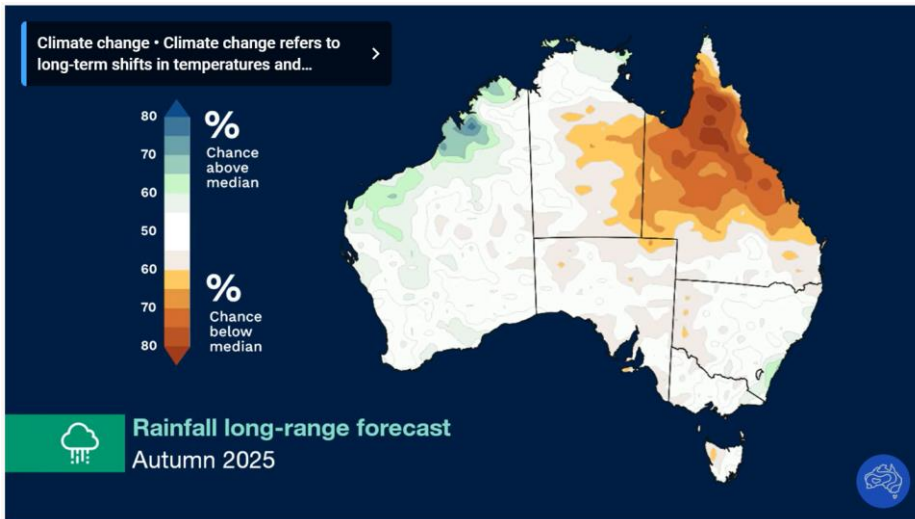 Climate change • Climate change refers to
long-term shifts in temperatures and...
80
70
60
50
60
70
80
%
Chance
above
median
%
Chance
below
median
Rainfall long-range forecast
Autumn 2025